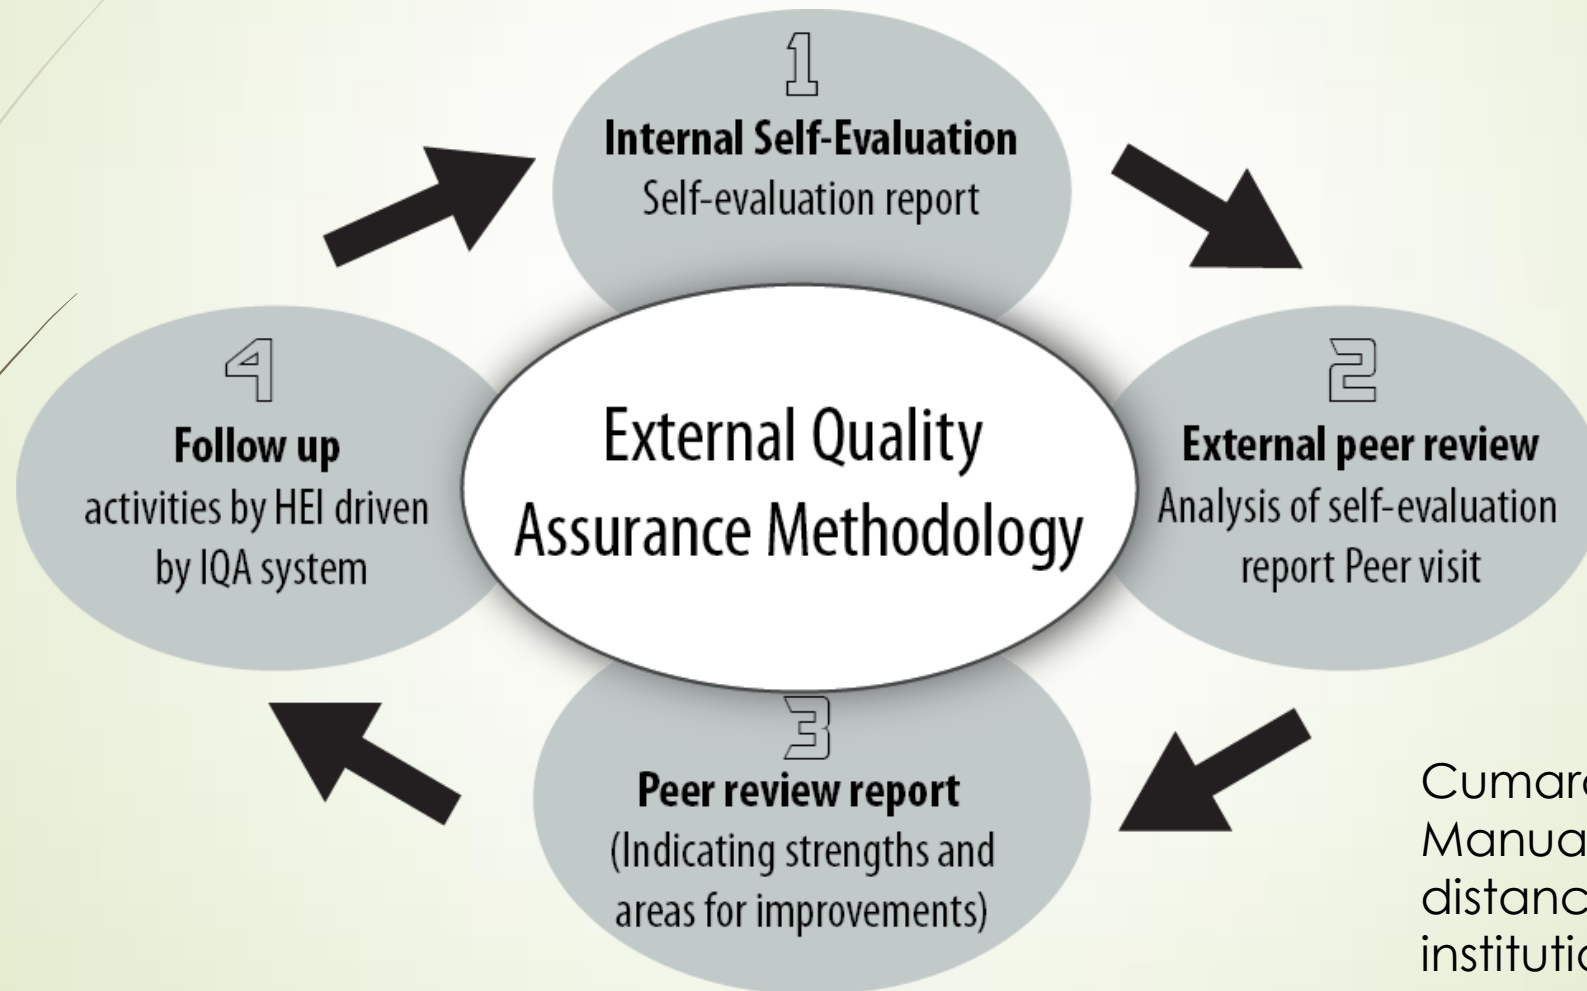 1
Internal Self-Evaluation
Self-evaluation report
2
External peer review
Analysis of self-evaluation
report Peer visit
3
Peer review report
(Indicating strengths and
areas for improvements)
4
Follow up
activities by HEI driven
by IQA system
External Quality
Assurance Methodology